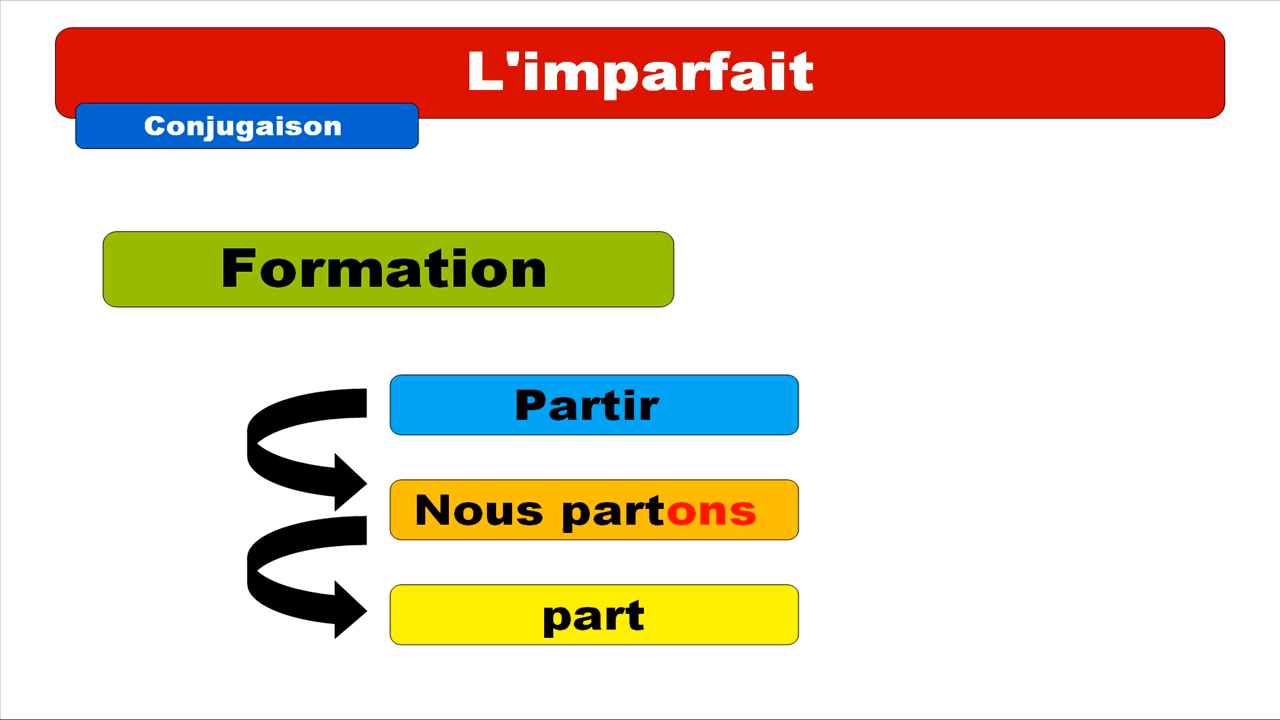 L'imparfait
Conjugaison
Formation
Partir
Nous partons
part